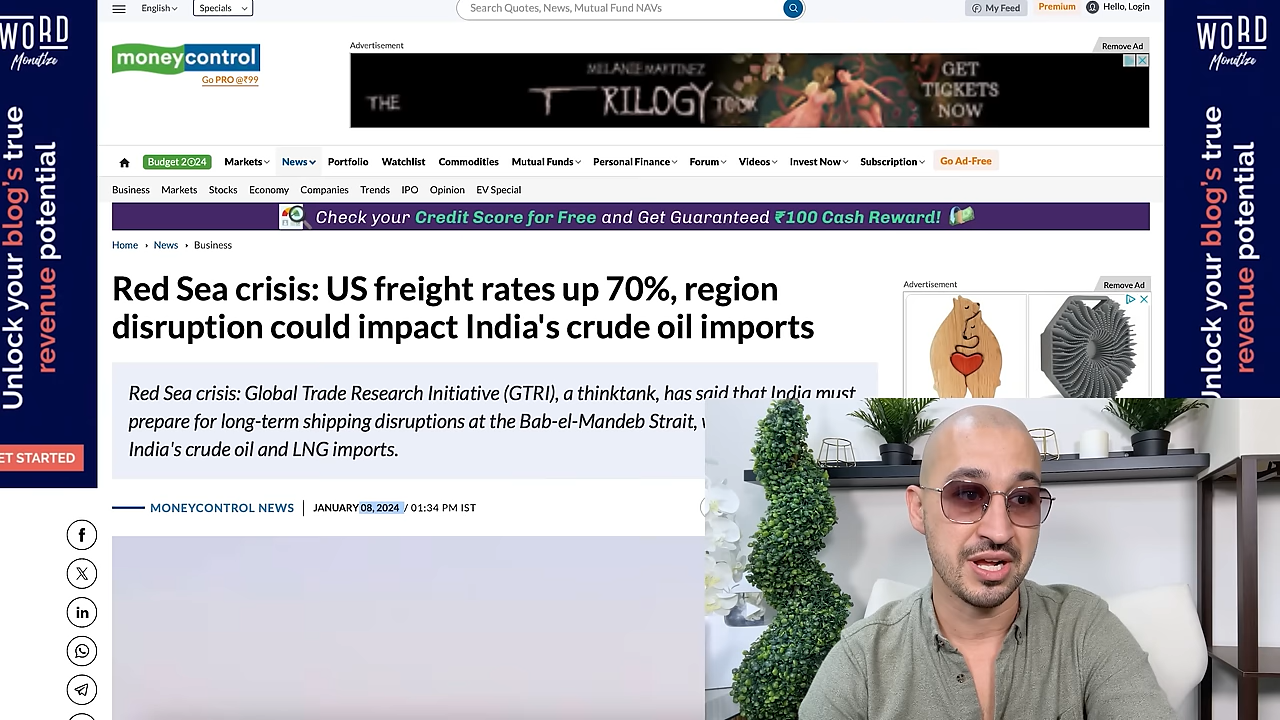 English
Specials
Search Quotes, News, Mutual Fund NAVs
My Feed
Premium
Hello, Login
WORD
Monetize
Unlock your blog's true
revenue potential
GET STARTED
moneycontrol
Go PRO @₹99
Advertisement
Remove Ad
MELANIE MARTINEZ
THE TRILOGY TOUR
GET
TICKETS
NOW
WORD
Monetize
Unlock your blog's true
revenue potential
Budget 2024 Markets News Portfolio Watchlist Commodities Mutual Funds Personal Finance Forum Videos Invest Now Subscription Go Ad-Free
Business Markets Stocks Economy Companies Trends IPO Opinion EV Special
Check your Credit Score for Free and Get Guaranteed ₹100 Cash Reward!
Home › News › Business
Red Sea crisis: US freight rates up 70%, region
disruption could impact India's crude oil imports
Advertisement
Remove Ad
Red Sea crisis: Global Trade Research Initiative (GTRI), a thinktank, has said that India must
prepare for long-term shipping disruptions at the Bab-el-Mandeb Strait,
India's crude oil and LNG imports.
MONEYCONTROL NEWS | JANUARY 08, 2024 / 01:34 PM IST